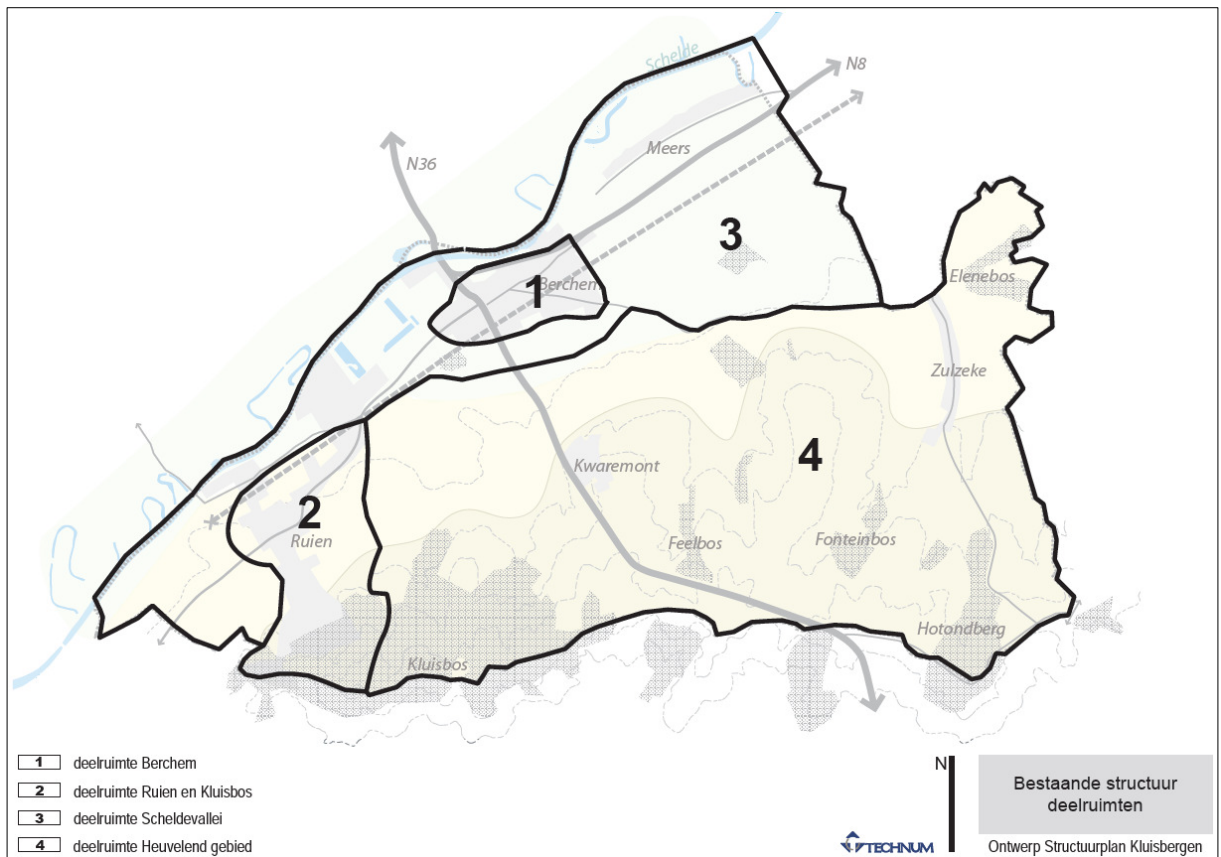 Schelde
N8
N36
Meers
3
1
Berchem
Elenebos
Zulzeke
4
Kwaremont
2
Ruien
Feelbos
Fonteinbos
Hotondberg
Kluisbos
1 deelruimte Berchem
2 deelruimte Ruien en Kluisbos
3 deelruimte Scheldevallei
4 deelruimte Heuvelend gebied
N
TECHNUM
Bestaande structuur
deelruimten
Ontwerp Structuurplan Kluisbergen